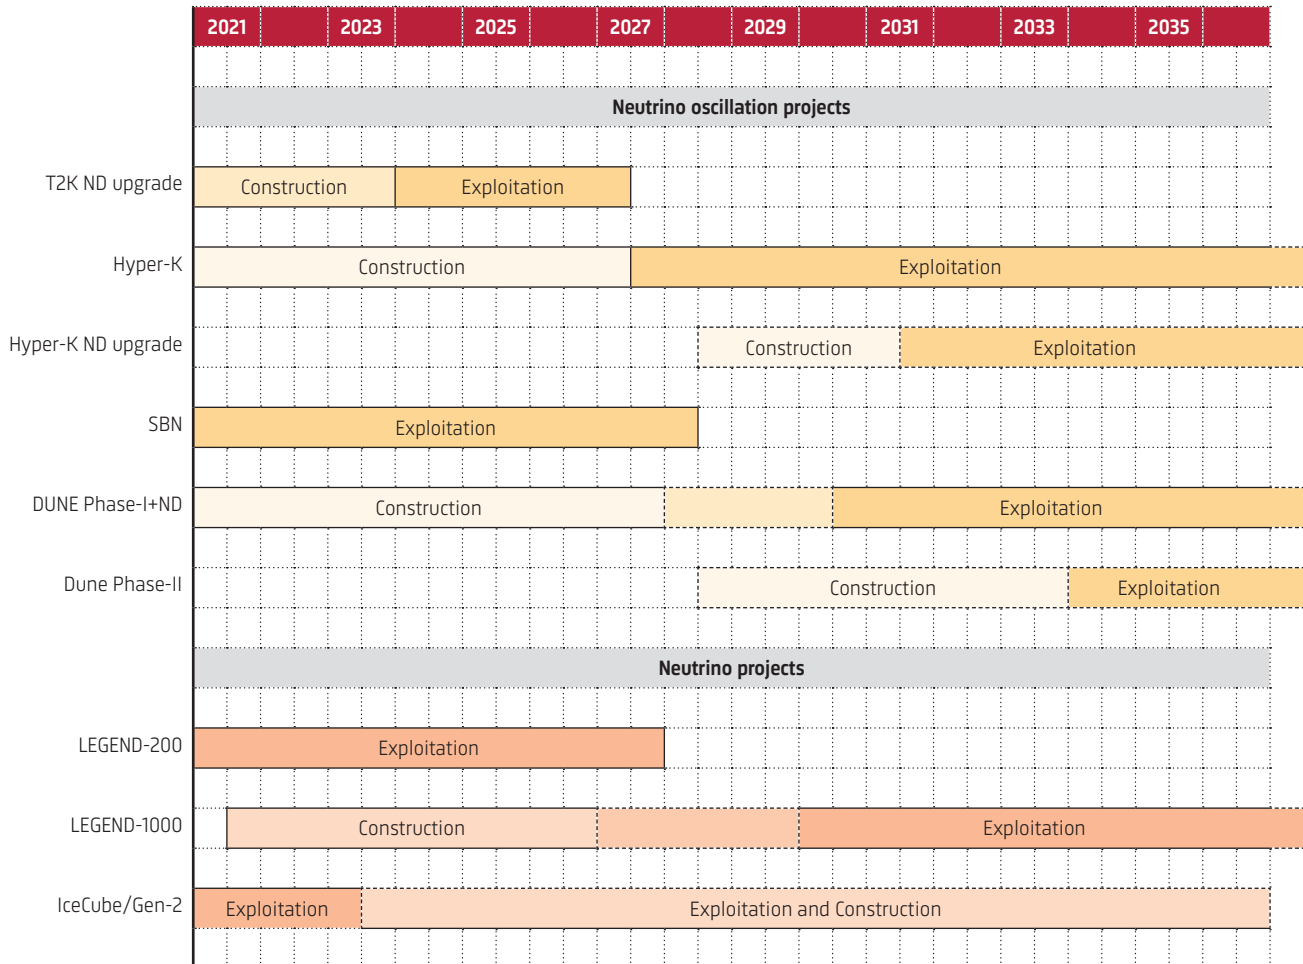 2021 2023 2025 2027 2029 2031 2033 2035
Neutrino oscillation projects
T2K ND upgrade Construction Exploitation
Hyper-K Construction Exploitation
Hyper-K ND upgrade Construction Exploitation
SBN Exploitation
DUNE Phase-I+ND Construction Exploitation
Dune Phase-II Construction Exploitation
Neutrino projects
LEGEND-200 Exploitation
LEGEND-1000 Construction Exploitation
IceCube/Gen-2 Exploitation Exploitation and Construction